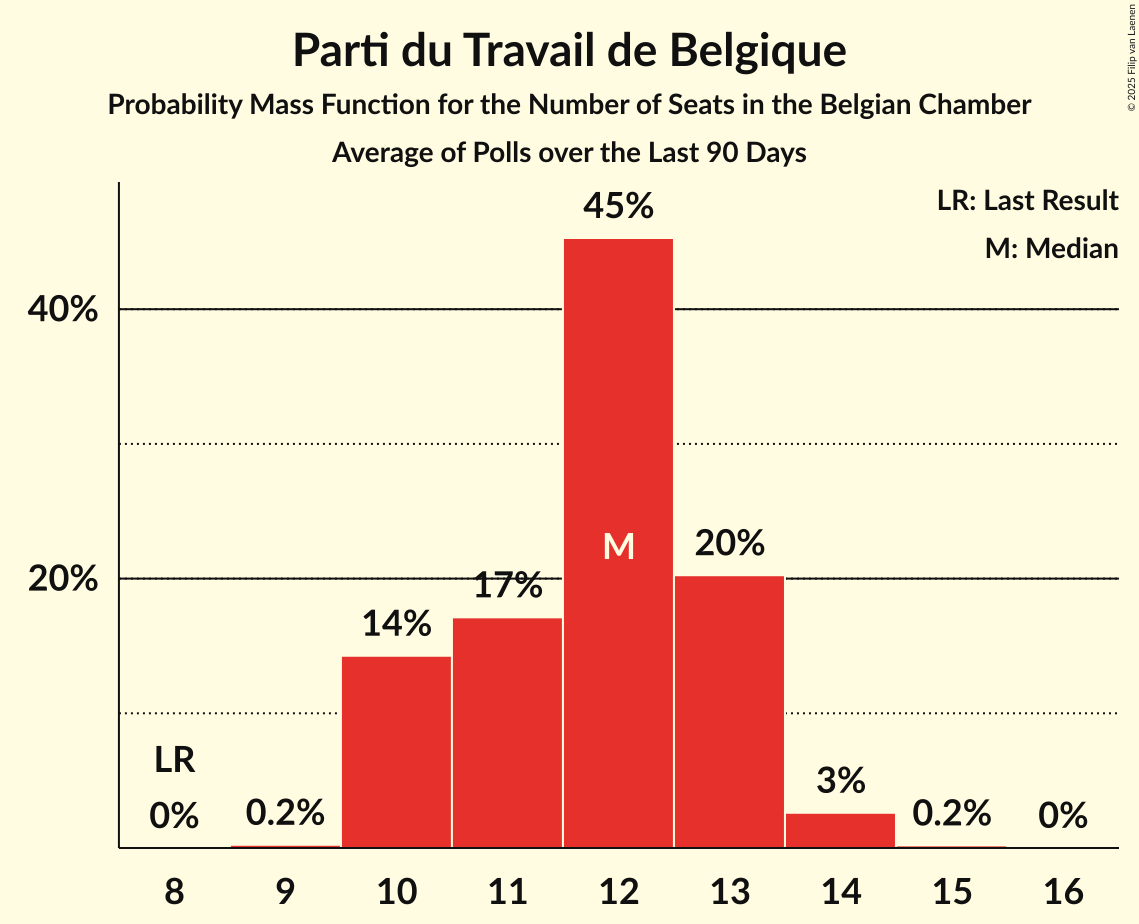 Parti du Travail de Belgique
Probability Mass Function for the Number of Seats in the Belgian Chamber
Average of Polls over the Last 90 Days
© 2025 Filip van Laenen
LR: Last Result
M: Median
45%
40%
M
20%
20%
17%
14%
LR
3%
0%
0.2%
0.2%
0%
8 9 10 11 12 13 14 15 16